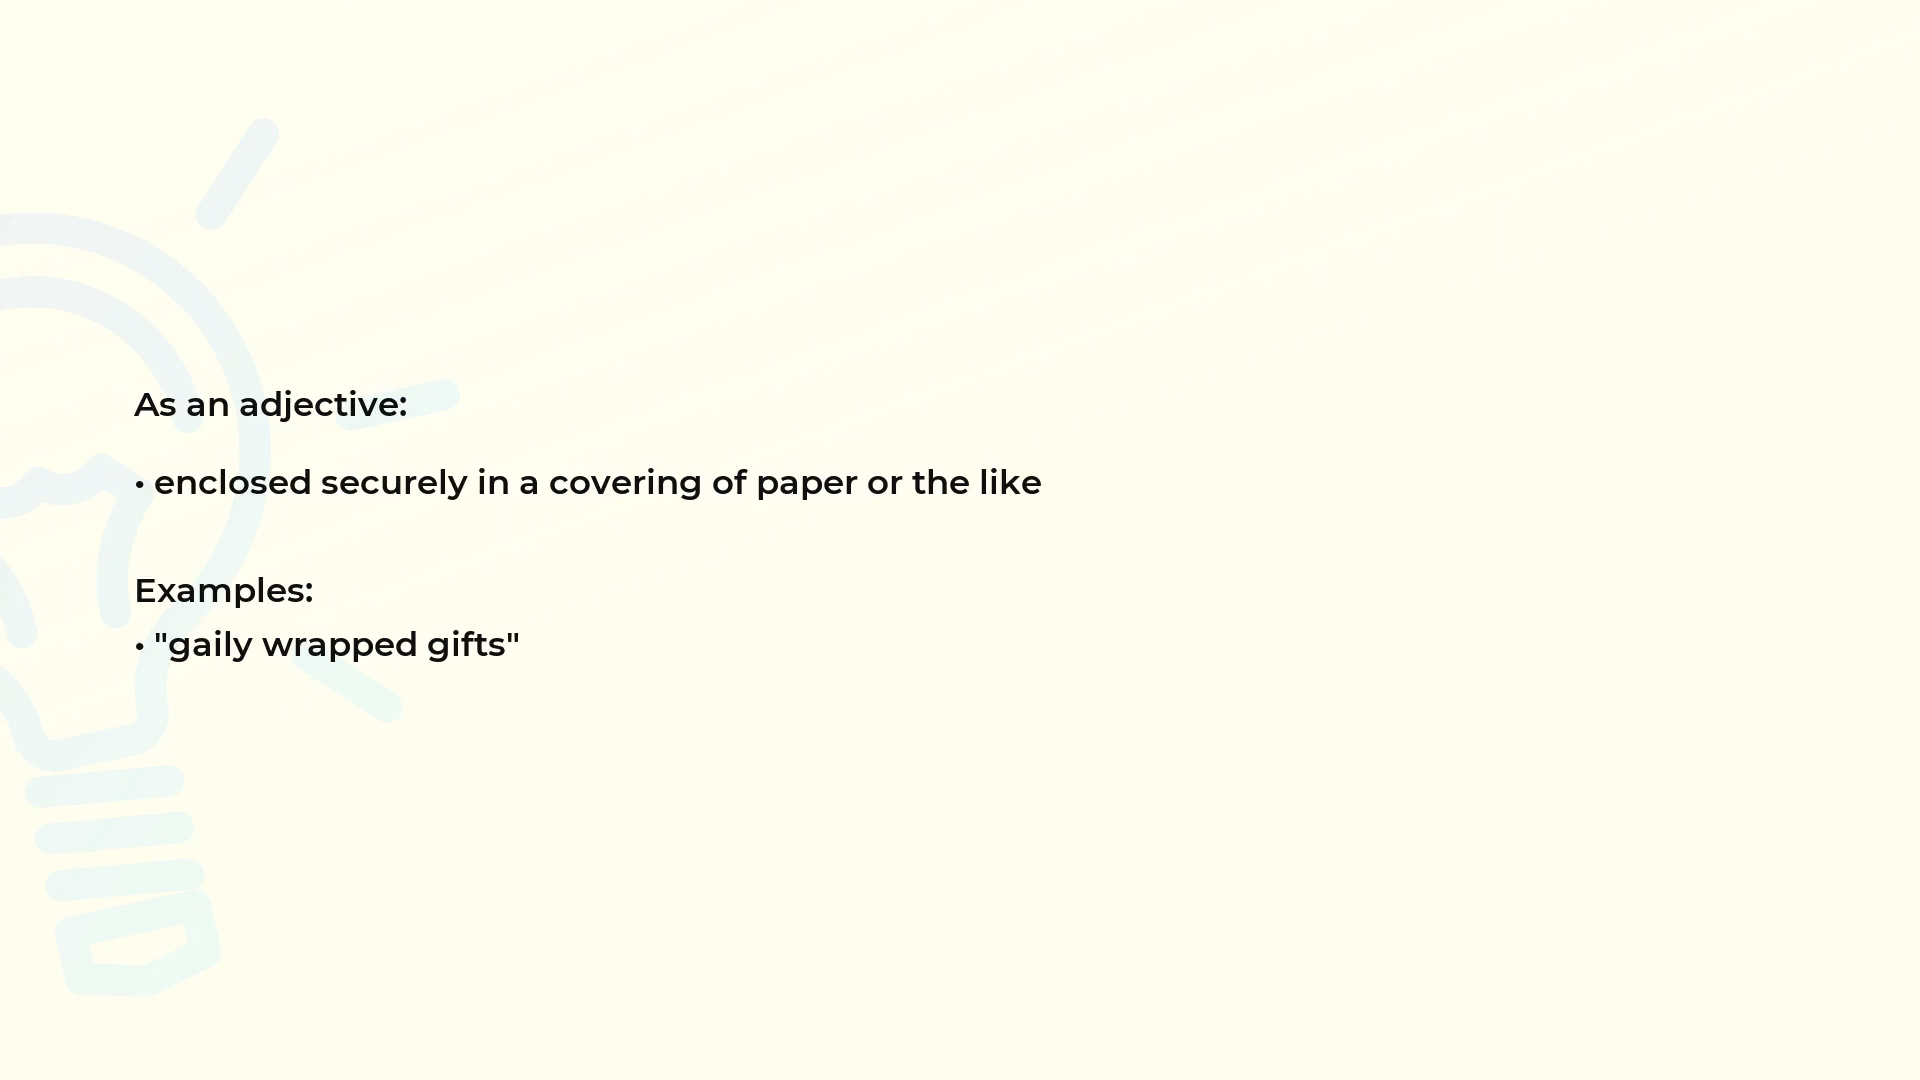 As an adjective:
• enclosed securely in a covering of paper or the like
Examples:
• "gaily wrapped gifts"